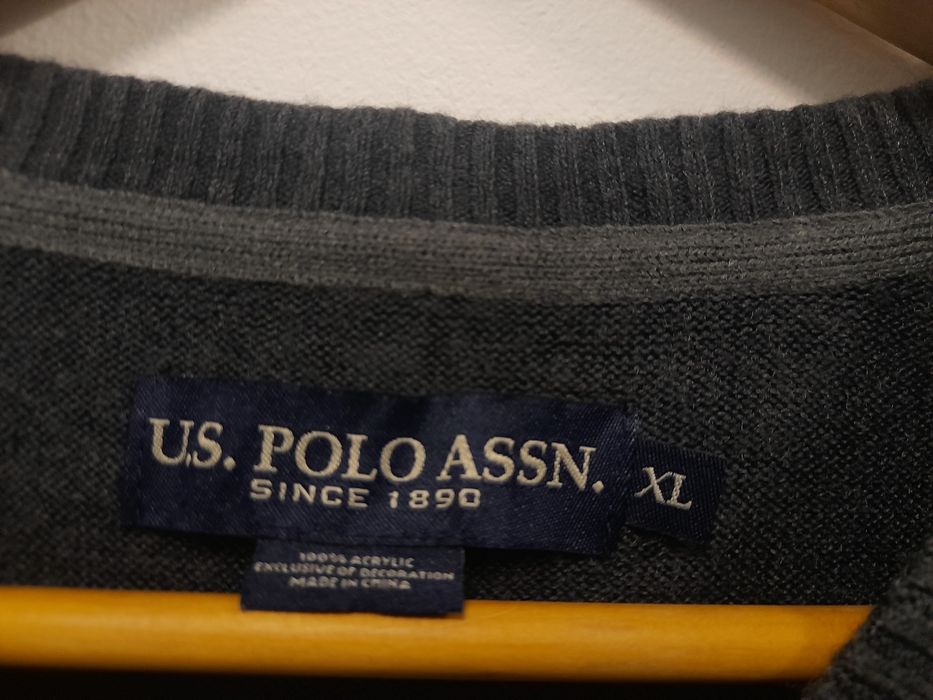 U.S. POLO ASSN.
SINCE 1890
XL
100% ACRYLIC
EXCLUSIVE OF DECORATION
MADE IN CHINA